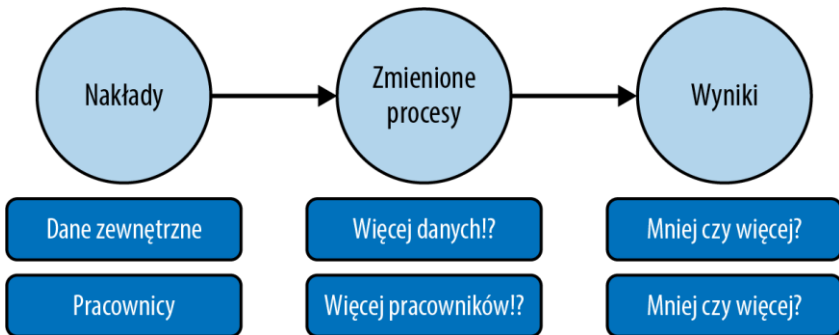 Nakłady
Zmienione
procesy
Wyniki
Dane zewnętrzne
Więcej danych!?
Mniej czy więcej?
Pracownicy
Więcej pracowników!?
Mniej czy więcej?